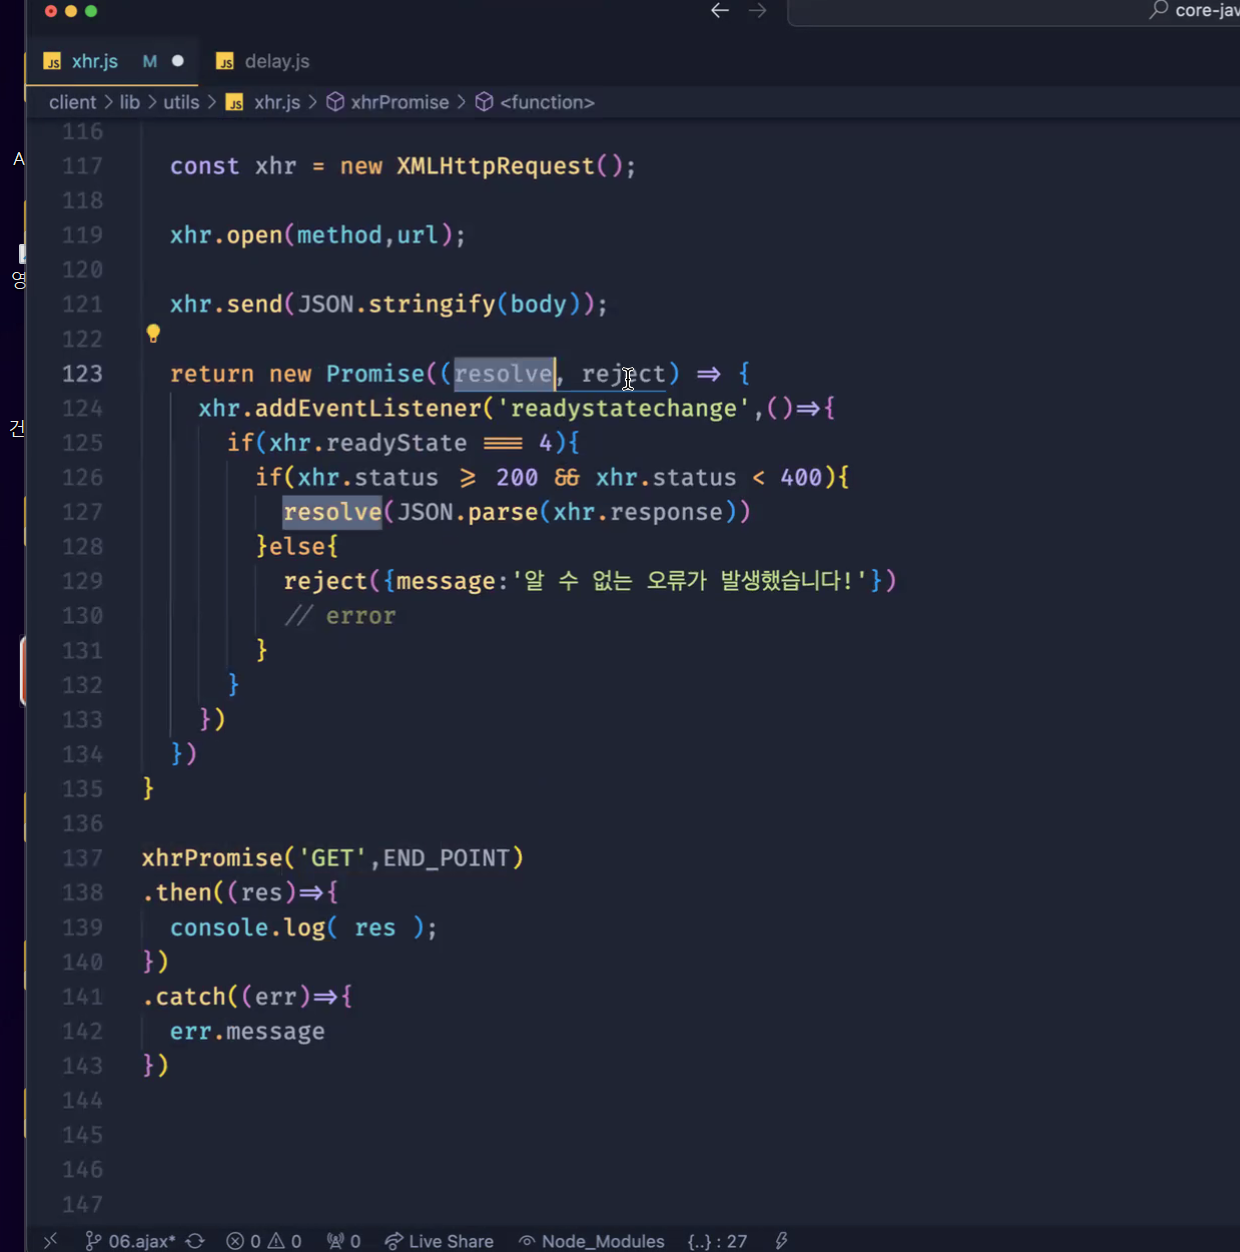 core-jav
JS xhr.js M
JS delay.js
client > lib > utils > JS xhr.js > xhrPromise > <function>
A
영
건
116
117 const xhr = new XMLHttpRequest();
118
119 xhr.open(method,url);
120
121 xhr.send(JSON.stringify(body));
122
123 return new Promise((resolve, reject) => {
124 xhr.addEventListener('readystatechange',()=>{
125 if(xhr.readyState === 4){
126 if(xhr.status >= 200 && xhr.status < 400){
127 resolve(JSON.parse(xhr.response))
128 }else{
129 reject({message:'알 수 없는 오류가 발생했습니다!'})
130 // error
131 }
132 }
133 })
134 })
135 }
136
137 xhrPromise('GET',END_POINT)
138 .then((res)=>{
139 console.log( res );
140 })
141 .catch((err)=>{
142 err.message
143 })
144
145
146
147
06.ajax* 0 0 0 Live Share Node_Modules {..} : 27